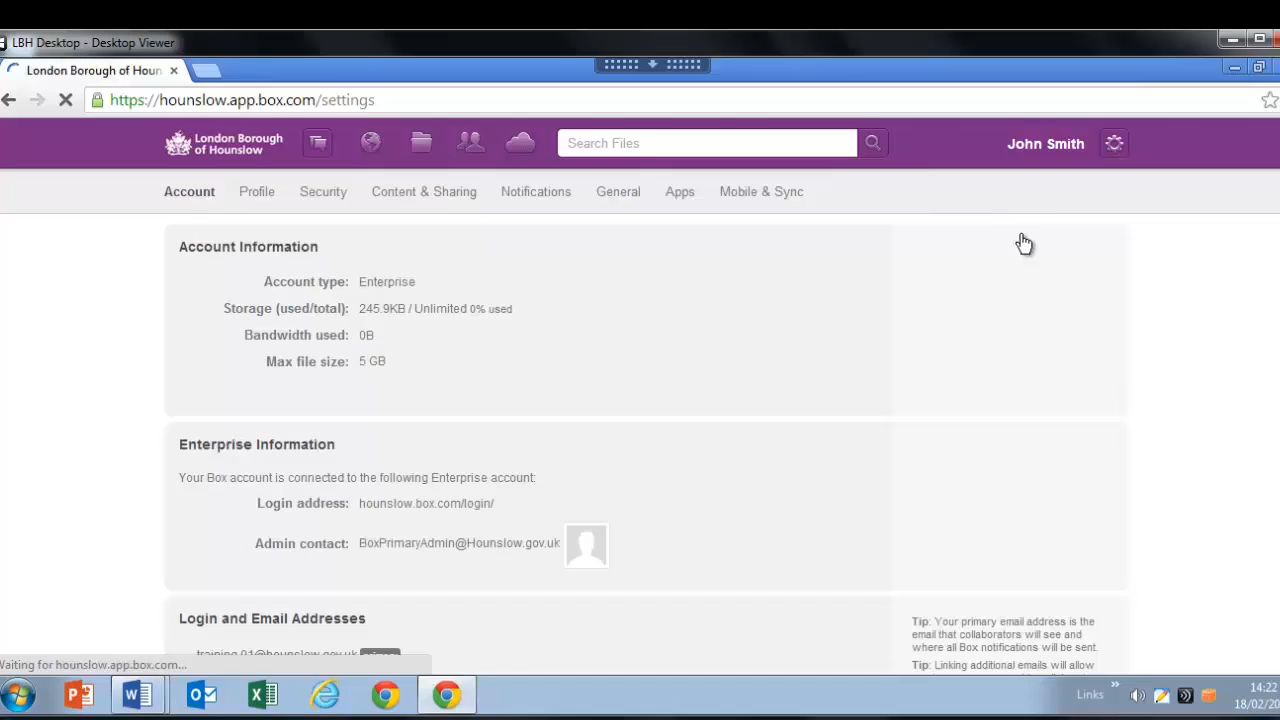 LBH Desktop - Desktop Viewer
London Borough of Houn
https://hounslow.app.box.com/settings
London Borough
of Hounslow
Search Files
John Smith
Account Profile Security Content & Sharing Notifications General Apps Mobile & Sync
Account Information
Account type: Enterprise
Storage (used/total): 245.9KB / Unlimited 0% used
Bandwidth used: 0B
Max file size: 5 GB
Enterprise Information
Your Box account is connected to the following Enterprise account:
Login address: hounslow.box.com/login/
Admin contact: BoxPrimaryAdmin@Hounslow.gov.uk
Login and Email Addresses
training.01@hounslow.gov.uk primary
Tip: Your primary email address is the
email that collaborators will see and
where all Box notifications will be sent.
Tip: Linking additional emails will allow
Waiting for hounslow.app.box.com...
Links
14:22
18/02/20